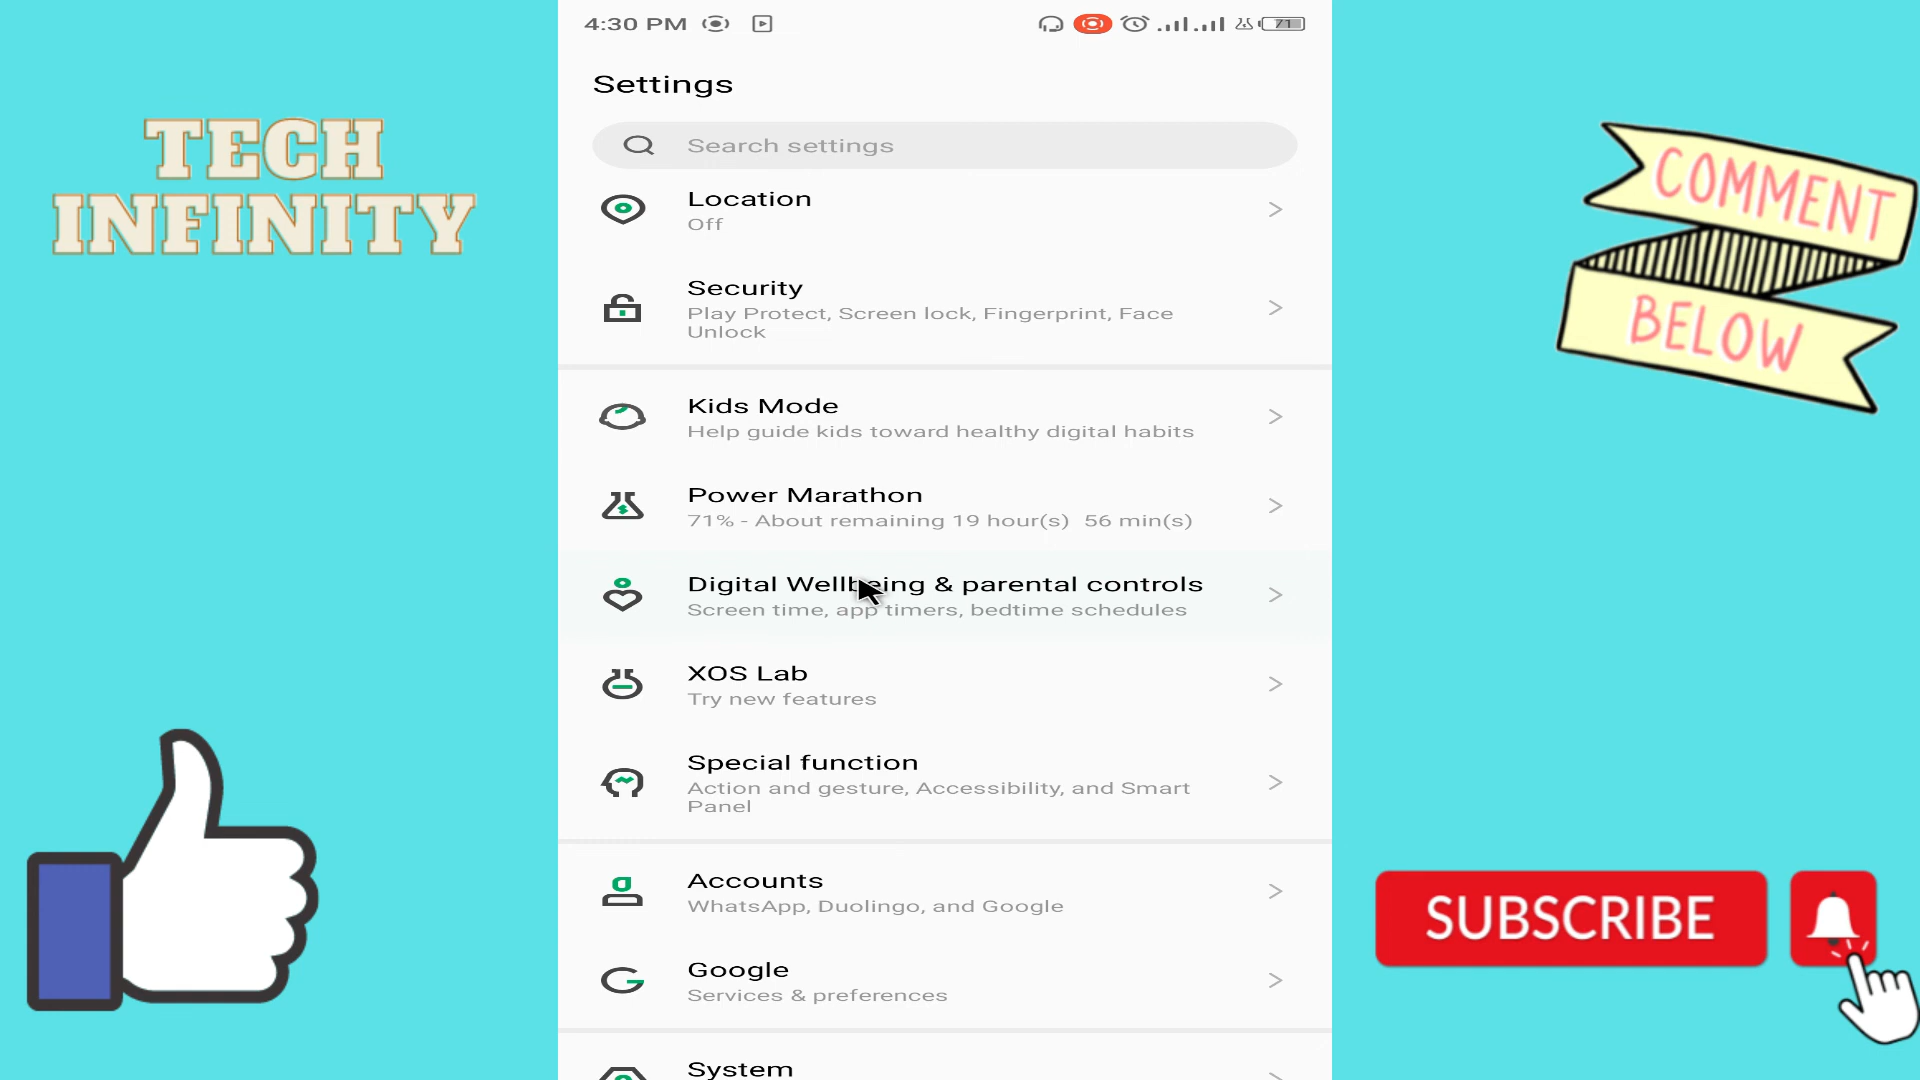 4:30 PM
71
Settings
Search settings
TECH
INFINITY
COMMENT
BELOW
Location
Off
Security
Play Protect, Screen lock, Fingerprint, Face
Unlock
Kids Mode
Help guide kids toward healthy digital habits
Power Marathon
71% - About remaining 19 hour(s) 56 min(s)
Digital Wellbeing & parental controls
Screen time, app timers, bedtime schedules
XOS Lab
Try new features
Special function
Action and gesture, Accessibility, and Smart
Panel
Accounts
WhatsApp, Duolingo, and Google
SUBSCRIBE
Google
Services & preferences
System